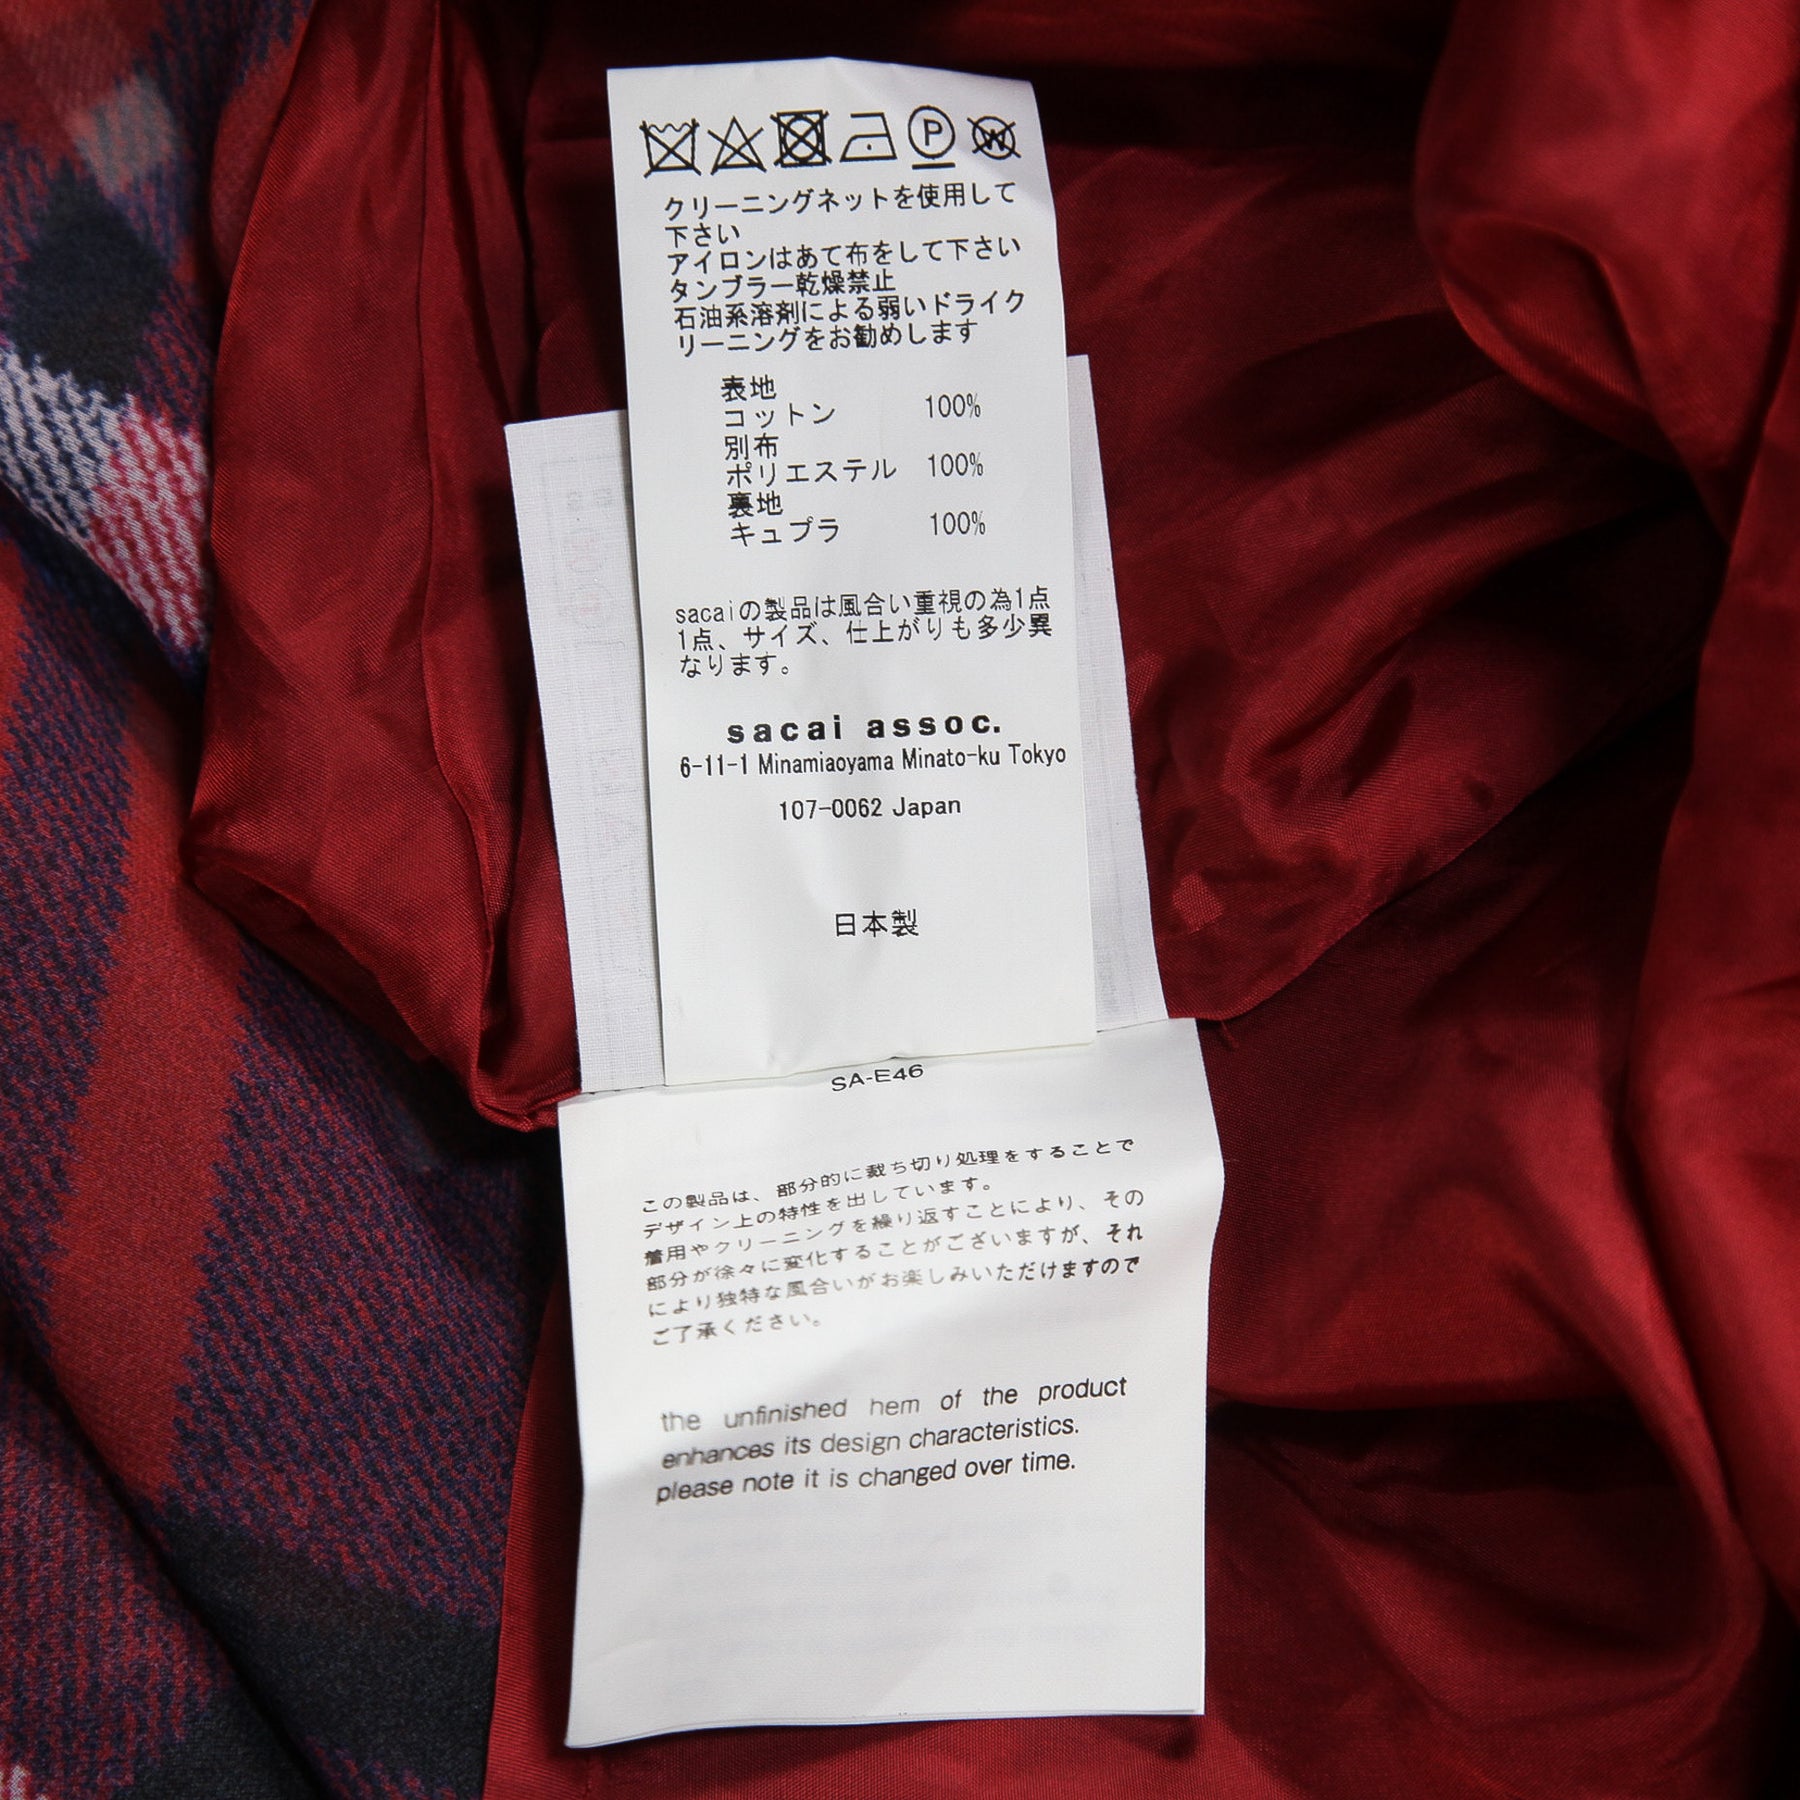 P
W
クリーニングネットを使用して
下さい
アイロンはあて布をして下さい
タンブラー乾燥禁止
石油系溶剤による弱いドライク
リーニングをお勧めします
表地
コットン 100%
別布
ポリエステル 100%
裏地
キュプラ 100%
sacaiの製品は風合い重視の為1点
1点、サイズ、仕上がりも多少異
なります。
sacai assoc.
6-11-1 Minamiaoyama Minato-ku Tokyo
107-0062 Japan
日本製
SA-E46
この製品は、部分的に裁ち切り処理をすることで
デザイン上の特性を出しています。
着用やクリーニングを繰り返すことにより、その
部分が徐々に変化することがございますが、それ
により独特な風合いがお楽しみいただけますので
ご了承ください。
the unfinished hem of the product
enhances its design characteristics.
please note it is changed over time.